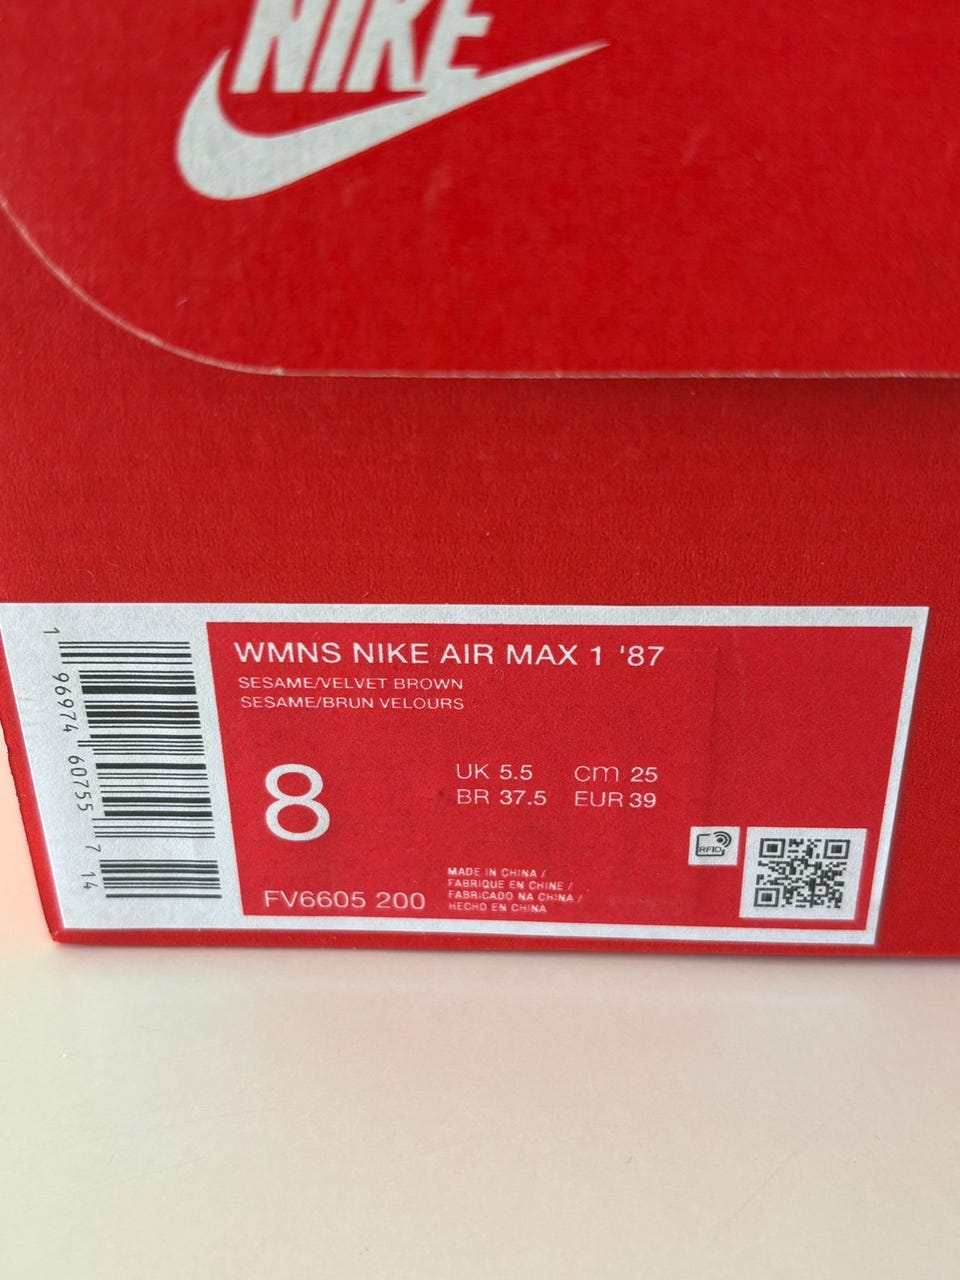 NIKE
WMNS NIKE AIR MAX 1 '87
SESAME/VELVET BROWN
SESAME/BRUN VELOURS
8
UK 5.5 cm 25
BR 37.5 EUR 39
RFID
FV6605 200
MADE IN CHINA /
FABRIQUE EN CHINE /
FABRICADO NA CHINA /
HECHO EN CHINA
1 96974 60755 7 14